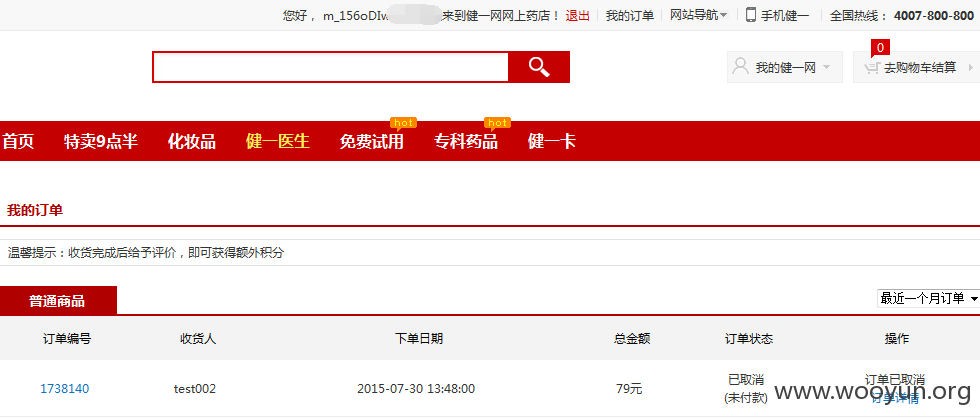 您好， m_156oDIw 来到健一网网上药店！ 退出 我的订单 网站导航 手机健一 全国热线： 4007-800-800
0
我的健一网 去购物车结算
hot hot
首页 特卖9点半 化妆品 健一医生 免费试用 专科药品 健一卡
我的订单
温馨提示：收货完成后给予评价，即可获得额外积分
普通商品 最近一个月订单
订单编号 收货人 下单日期 总金额 订单状态 操作
1738140 test002 2015-07-30 13:48:00 79元 已取消 订单已取消
(未付款) 订单详情
www.wooyun.org